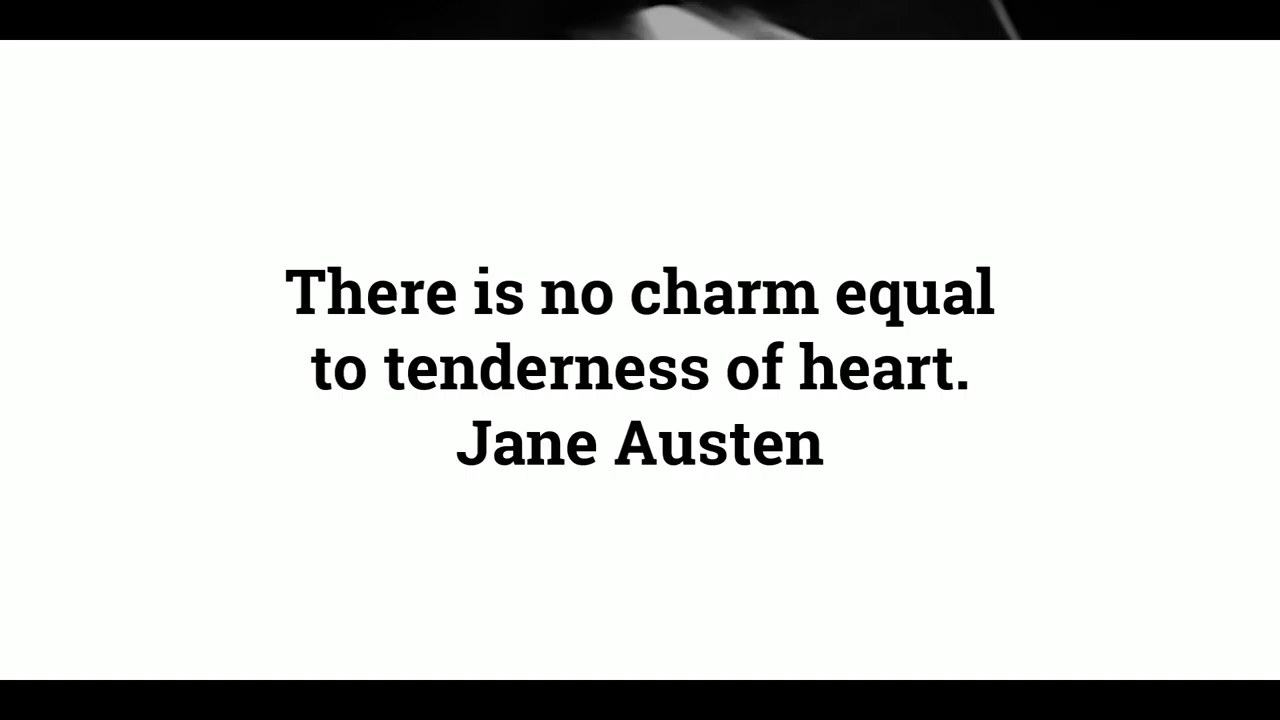 There is no charm equal
to tenderness of heart.
Jane Austen